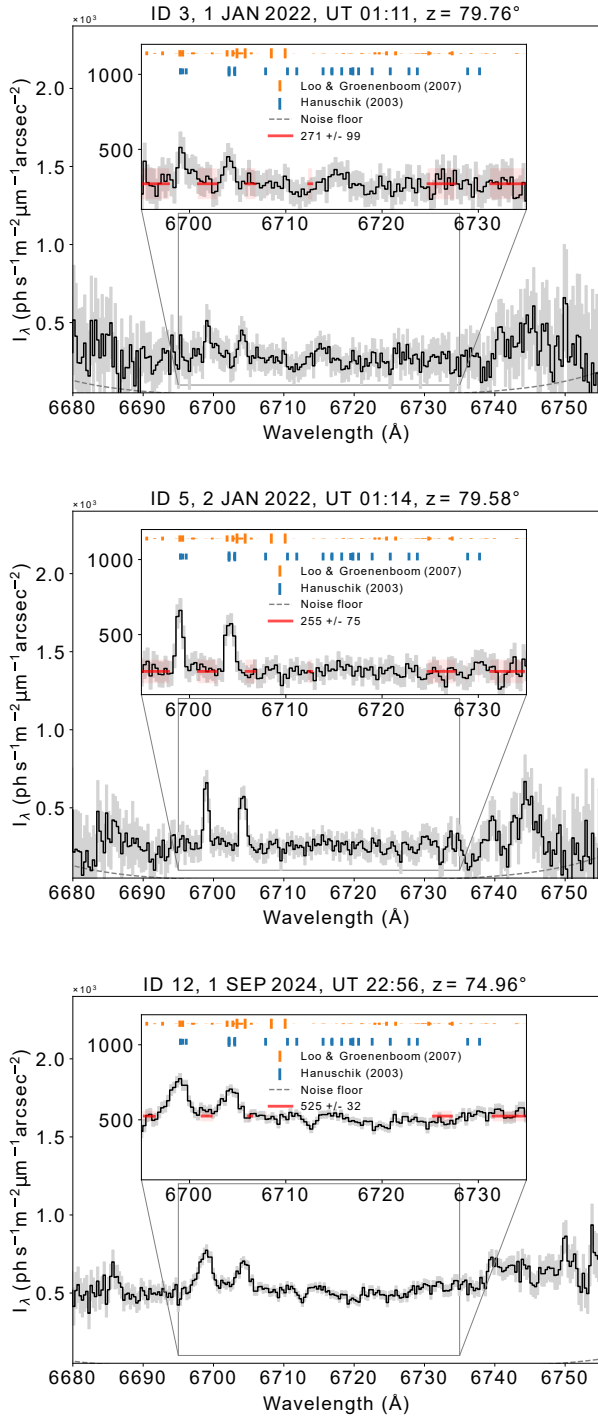 ID 3, 1 JAN 2022, UT 01:11, z = 79.76°
× 10³
2.0
1.5
1.0
0.5
I_λ (ph s⁻¹m⁻²μm⁻¹arcsec⁻²)
1000
500
Loo & Groenenboom (2007)
Hanuschik (2003)
Noise floor
271 +/- 99
6700 6710 6720 6730
6680 6690 6700 6710 6720 6730 6740 6750
Wavelength (Å)
ID 5, 2 JAN 2022, UT 01:14, z = 79.58°
× 10³
2.0
1.5
1.0
0.5
I_λ (ph s⁻¹m⁻²μm⁻¹arcsec⁻²)
1000
500
Loo & Groenenboom (2007)
Hanuschik (2003)
Noise floor
255 +/- 75
6700 6710 6720 6730
6680 6690 6700 6710 6720 6730 6740 6750
Wavelength (Å)
ID 12, 1 SEP 2024, UT 22:56, z = 74.96°
× 10³
2.0
1.5
1.0
0.5
I_λ (ph s⁻¹m⁻²μm⁻¹arcsec⁻²)
1000
500
Loo & Groenenboom (2007)
Hanuschik (2003)
Noise floor
525 +/- 32
6700 6710 6720 6730
6680 6690 6700 6710 6720 6730 6740 6750
Wavelength (Å)